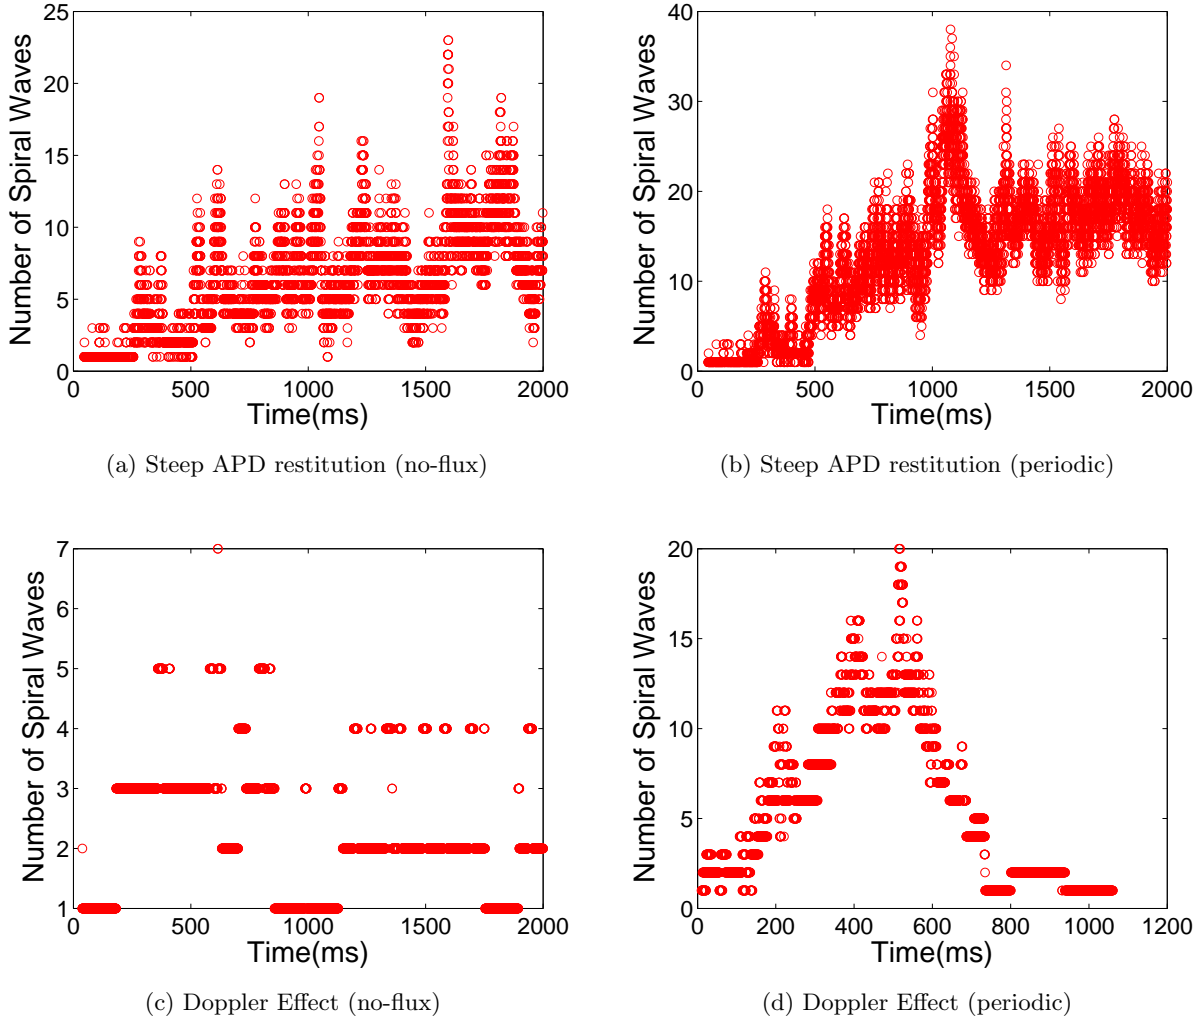 25
20
15
10
5
0
0 500 1000 1500 2000
Number of Spiral Waves
Time(ms)
(a) Steep APD restitution (no-flux)
40
30
20
10
0
0 500 1000 1500 2000
Number of Spiral Waves
Time(ms)
(b) Steep APD restitution (periodic)
7
6
5
4
3
2
1
0 500 1000 1500 2000
Number of Spiral Waves
Time(ms)
(c) Doppler Effect (no-flux)
20
15
10
5
0
0 200 400 600 800 1000 1200
Number of Spiral Waves
Time(ms)
(d) Doppler Effect (periodic)